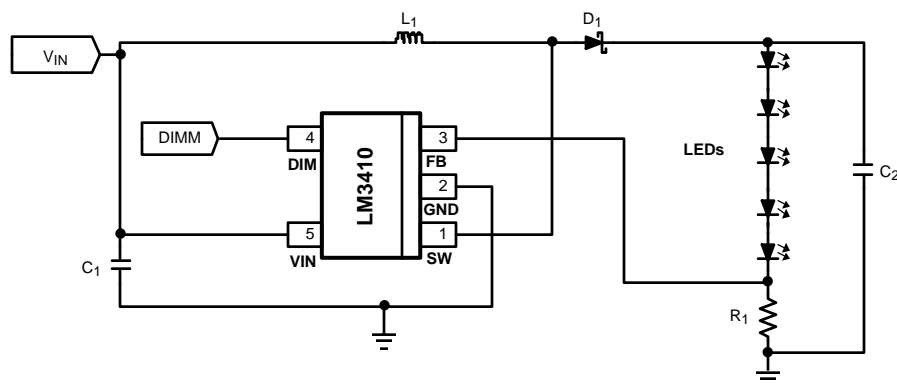 L1
D1
VIN
DIMM
4
3
DIM
FB
LEDs
LM3410
2
GND
C2
5
1
VIN
SW
C1
R1